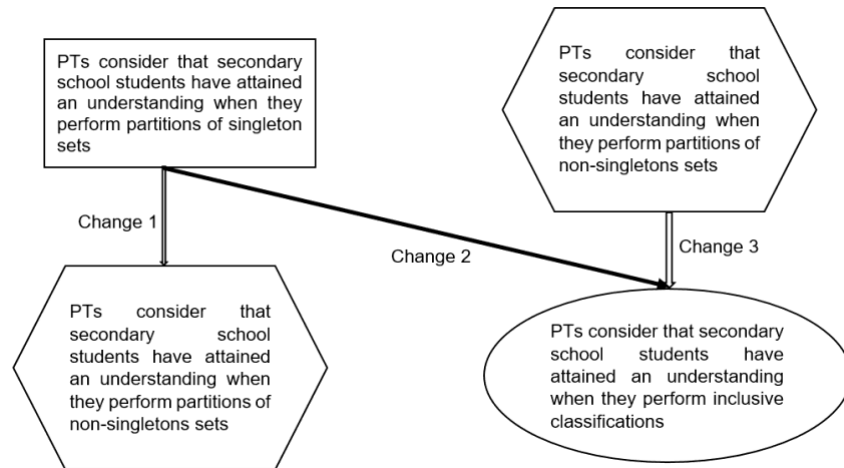 PTs consider that secondary
school students have attained
an understanding when they
perform partitions of singleton
sets
PTs consider that
secondary school
students have attained
an understanding when
they perform partitions of
non-singletons sets
Change 1
Change 2
Change 3
PTs consider that
secondary school
students have attained
an understanding when
they perform partitions of
non-singletons sets
PTs consider that secondary
school students have
attained an understanding
when they perform inclusive
classifications